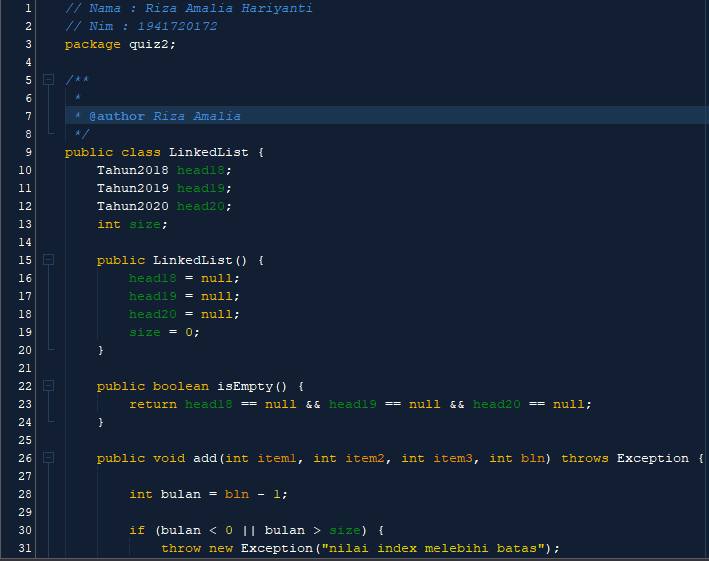 1 // Nama : Riza Amalia Hariyanti
2 // Nim : 1941720172
3 package quiz2;
4
5 /**
6 *
7 * @author Riza Amalia
8 */
9 public class LinkedList {
10 Tahun2018 head18;
11 Tahun2019 head19;
12 Tahun2020 head20;
13 int size;
14
15 public LinkedList() {
16 head18 = null;
17 head19 = null;
18 head20 = null;
19 size = 0;
20 }
21
22 public boolean isEmpty() {
23 return head18 == null && head19 == null && head20 == null;
24 }
25
26 public void add(int item1, int item2, int item3, int bln) throws Exception {
27
28 int bulan = bln - 1;
29
30 if (bulan < 0 || bulan > size) {
31 throw new Exception("nilai index melebihi batas");